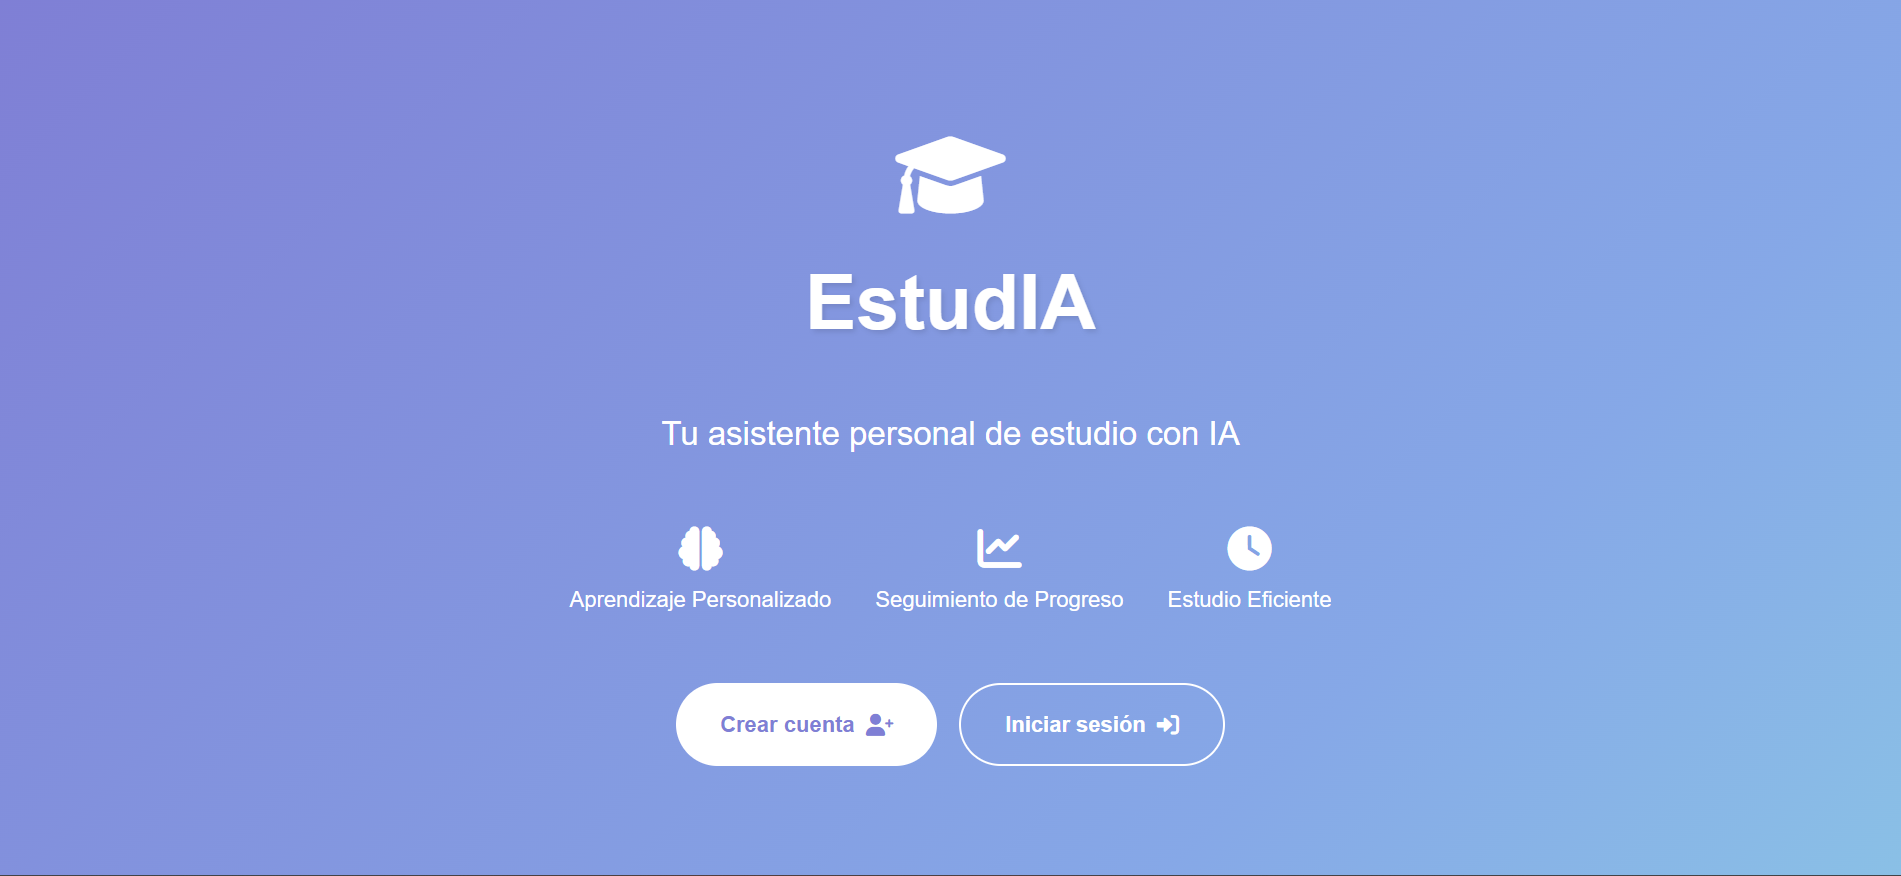 EstudIA
Tu asistente personal de estudio con IA
Aprendizaje Personalizado
Seguimiento de Progreso
Estudio Eficiente
Crear cuenta
Iniciar sesión